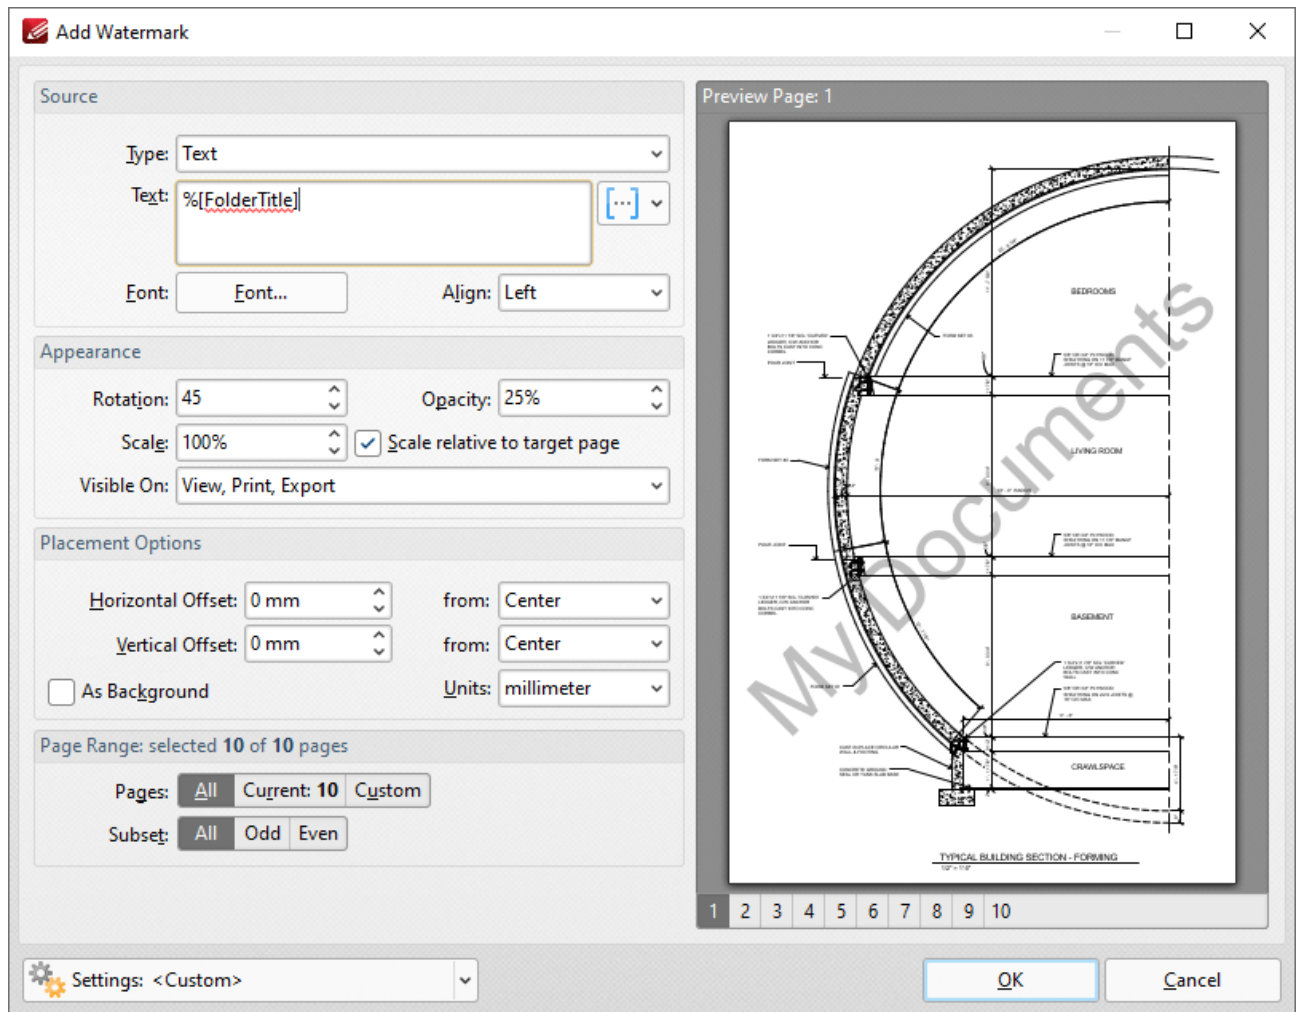 Add Watermark
Source
Type: Text
Text: %[FolderTitle]
Font: Font... Align: Left
Appearance
Rotation: 45 Opacity: 25%
Scale: 100% Scale relative to target page
Visible On: View, Print, Export
Placement Options
Horizontal Offset: 0 mm from: Center
Vertical Offset: 0 mm from: Center
As Background Units: millimeter
Page Range: selected 10 of 10 pages
Pages: All Current: 10 Custom
Subset: All Odd Even
Settings: <Custom>
Preview Page: 1
BEDROOMS
LIVING ROOM
BASEMENT
CRAWLSPACE
My Documents
TYPICAL BUILDING SECTION - FORMING
1 2 3 4 5 6 7 8 9 10
OK Cancel